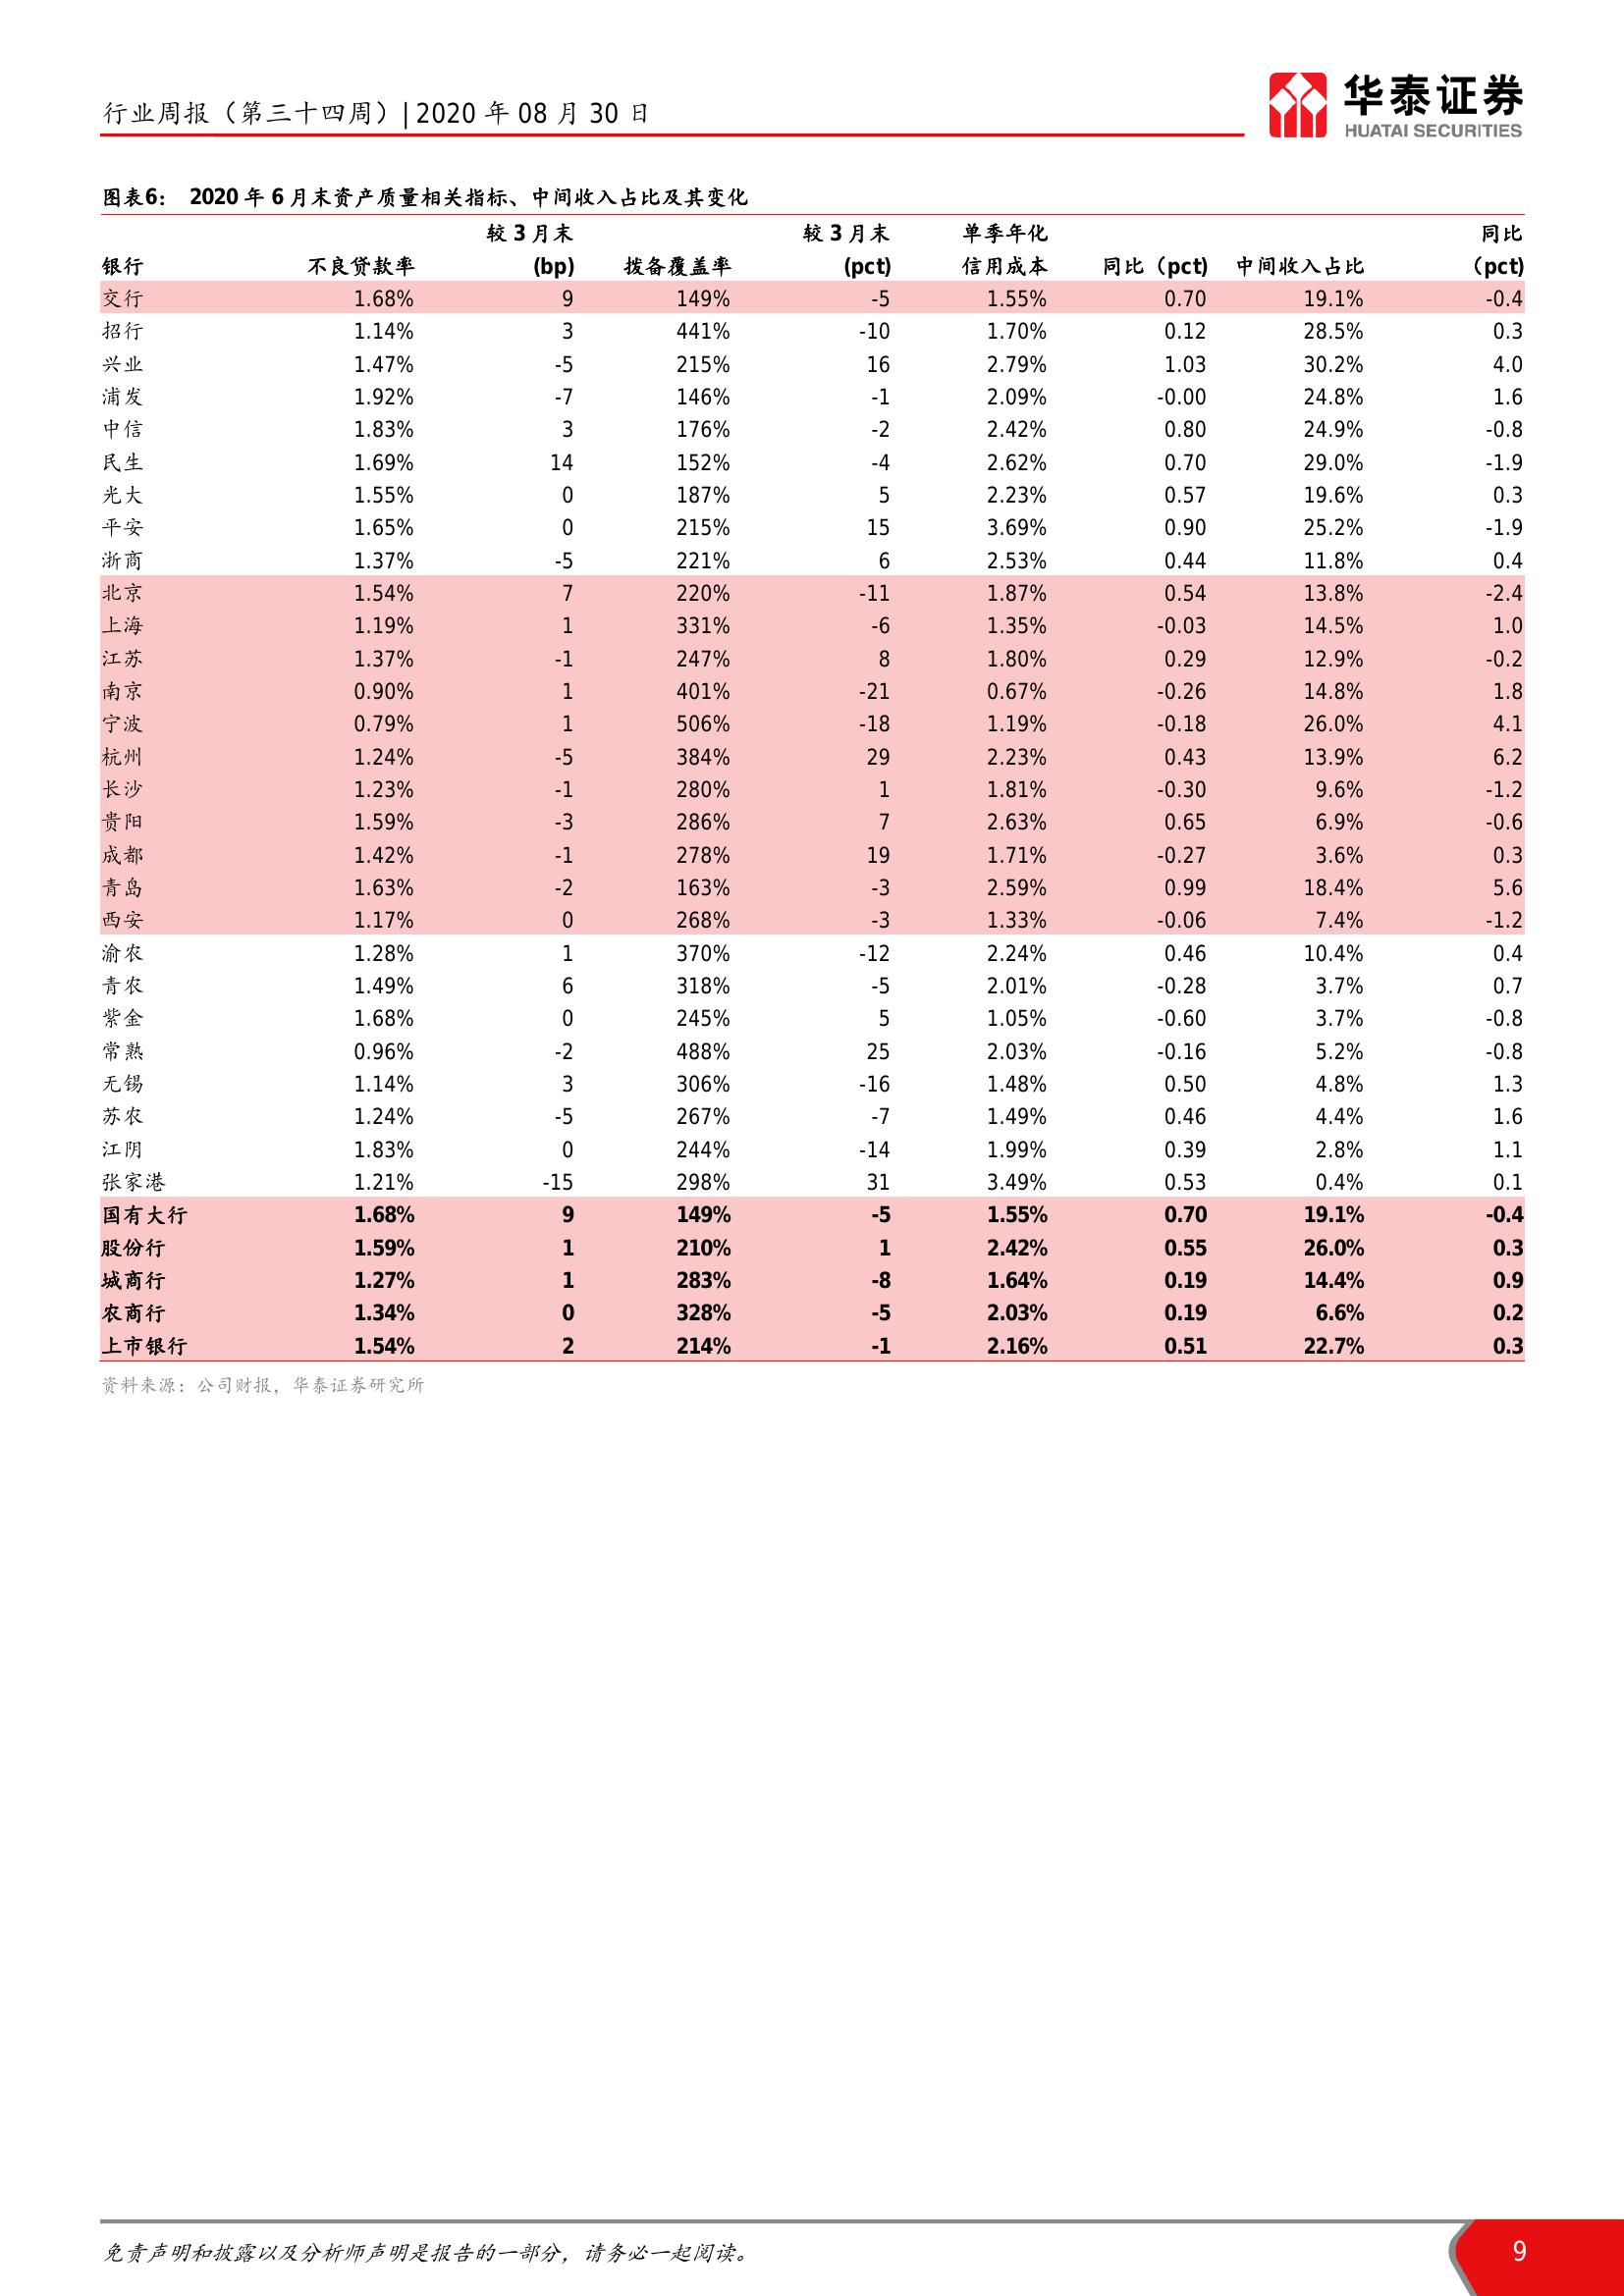 行业周报（第三十四周）| 2020 年 08 月 30 日
华泰证券
HUATAI SECURITIES
图表6： 2020 年 6 月末资产质量相关指标、中间收入占比及其变化
较 3 月末 较 3 月末 单季年化 同比
银行 不良贷款率 (bp) 拨备覆盖率 (pct) 信用成本 同比（pct) 中间收入占比 （pct)
交行 1.68% 9 149% -5 1.55% 0.70 19.1% -0.4
招行 1.14% 3 441% -10 1.70% 0.12 28.5% 0.3
兴业 1.47% -5 215% 16 2.79% 1.03 30.2% 4.0
浦发 1.92% -7 146% -1 2.09% -0.00 24.8% 1.6
中信 1.83% 3 176% -2 2.42% 0.80 24.9% -0.8
民生 1.69% 14 152% -4 2.62% 0.70 29.0% -1.9
光大 1.55% 0 187% 5 2.23% 0.57 19.6% 0.3
平安 1.65% 0 215% 15 3.69% 0.90 25.2% -1.9
浙商 1.37% -5 221% 6 2.53% 0.44 11.8% 0.4
北京 1.54% 7 220% -11 1.87% 0.54 13.8% -2.4
上海 1.19% 1 331% -6 1.35% -0.03 14.5% 1.0
江苏 1.37% -1 247% 8 1.80% 0.29 12.9% -0.2
南京 0.90% 1 401% -21 0.67% -0.26 14.8% 1.8
宁波 0.79% 1 506% -18 1.19% -0.18 26.0% 4.1
杭州 1.24% -5 384% 29 2.23% 0.43 13.9% 6.2
长沙 1.23% -1 280% 1 1.81% -0.30 9.6% -1.2
贵阳 1.59% -3 286% 7 2.63% 0.65 6.9% -0.6
成都 1.42% -1 278% 19 1.71% -0.27 3.6% 0.3
青岛 1.63% -2 163% -3 2.59% 0.99 18.4% 5.6
西安 1.17% 0 268% -3 1.33% -0.06 7.4% -1.2
渝农 1.28% 1 370% -12 2.24% 0.46 10.4% 0.4
青农 1.49% 6 318% -5 2.01% -0.28 3.7% 0.7
紫金 1.68% 0 245% 5 1.05% -0.60 3.7% -0.8
常熟 0.96% -2 488% 25 2.03% -0.16 5.2% -0.8
无锡 1.14% 3 306% -16 1.48% 0.50 4.8% 1.3
苏农 1.24% -5 267% -7 1.49% 0.46 4.4% 1.6
江阴 1.83% 0 244% -14 1.99% 0.39 2.8% 1.1
张家港 1.21% -15 298% 31 3.49% 0.53 0.4% 0.1
国有大行 1.68% 9 149% -5 1.55% 0.70 19.1% -0.4
股份行 1.59% 1 210% 1 2.42% 0.55 26.0% 0.3
城商行 1.27% 1 283% -8 1.64% 0.19 14.4% 0.9
农商行 1.34% 0 328% -5 2.03% 0.19 6.6% 0.2
上市银行 1.54% 2 214% -1 2.16% 0.51 22.7% 0.3
资料来源：公司财报，华泰证券研究所
免责声明和披露以及分析师声明是报告的一部分，请务必一起阅读。 9